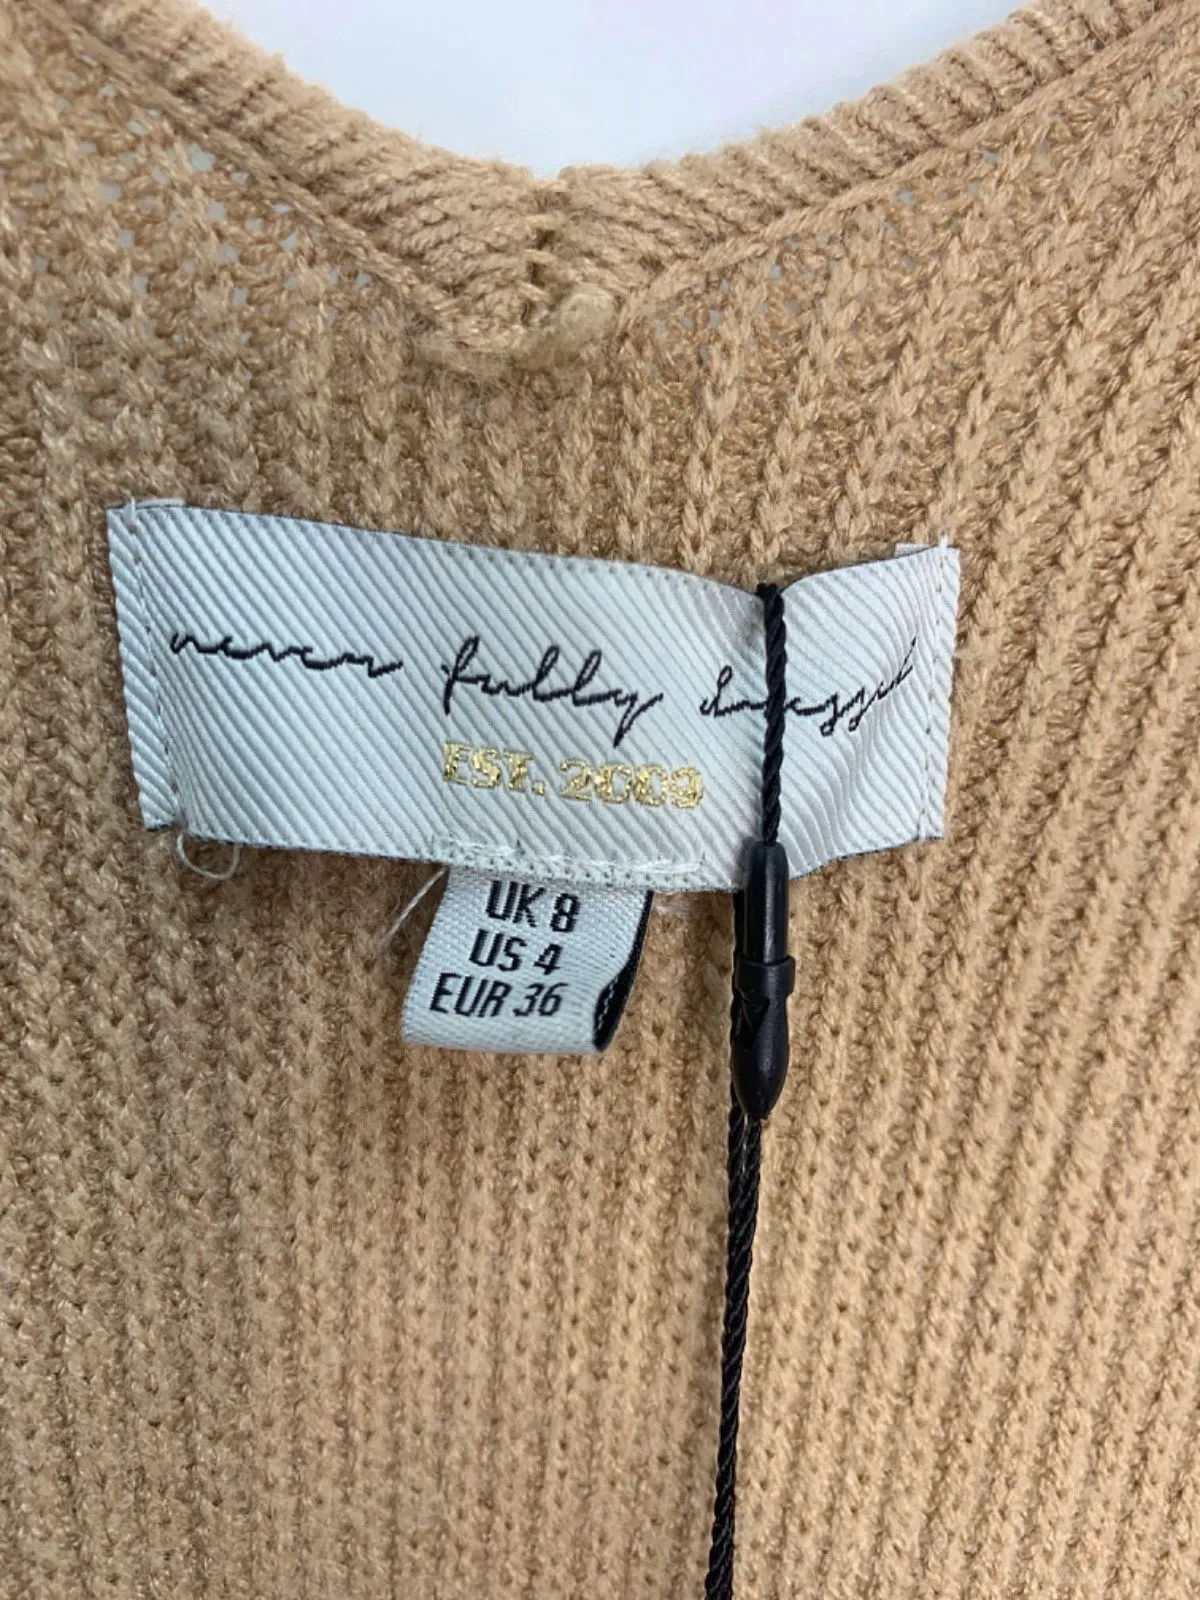 never fully dressed
EST. 2009
UK 8
US 4
EUR 36